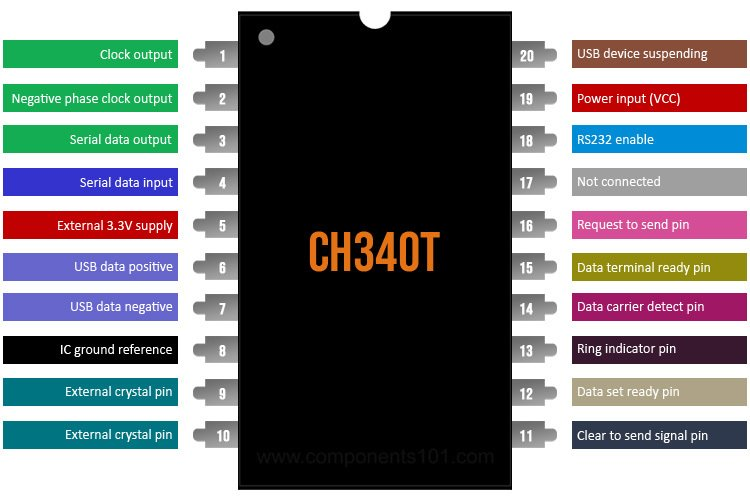 Clock output 1 20 USB device suspending
Negative phase clock output 2 19 Power input (VCC)
Serial data output 3 18 RS232 enable
Serial data input 4 17 Not connected
External 3.3V supply 5 16 Request to send pin
CH340T
USB data positive 6 15 Data terminal ready pin
USB data negative 7 14 Data carrier detect pin
IC ground reference 8 13 Ring indicator pin
External crystal pin 9 12 Data set ready pin
External crystal pin 10 11 Clear to send signal pin
www.components101.com